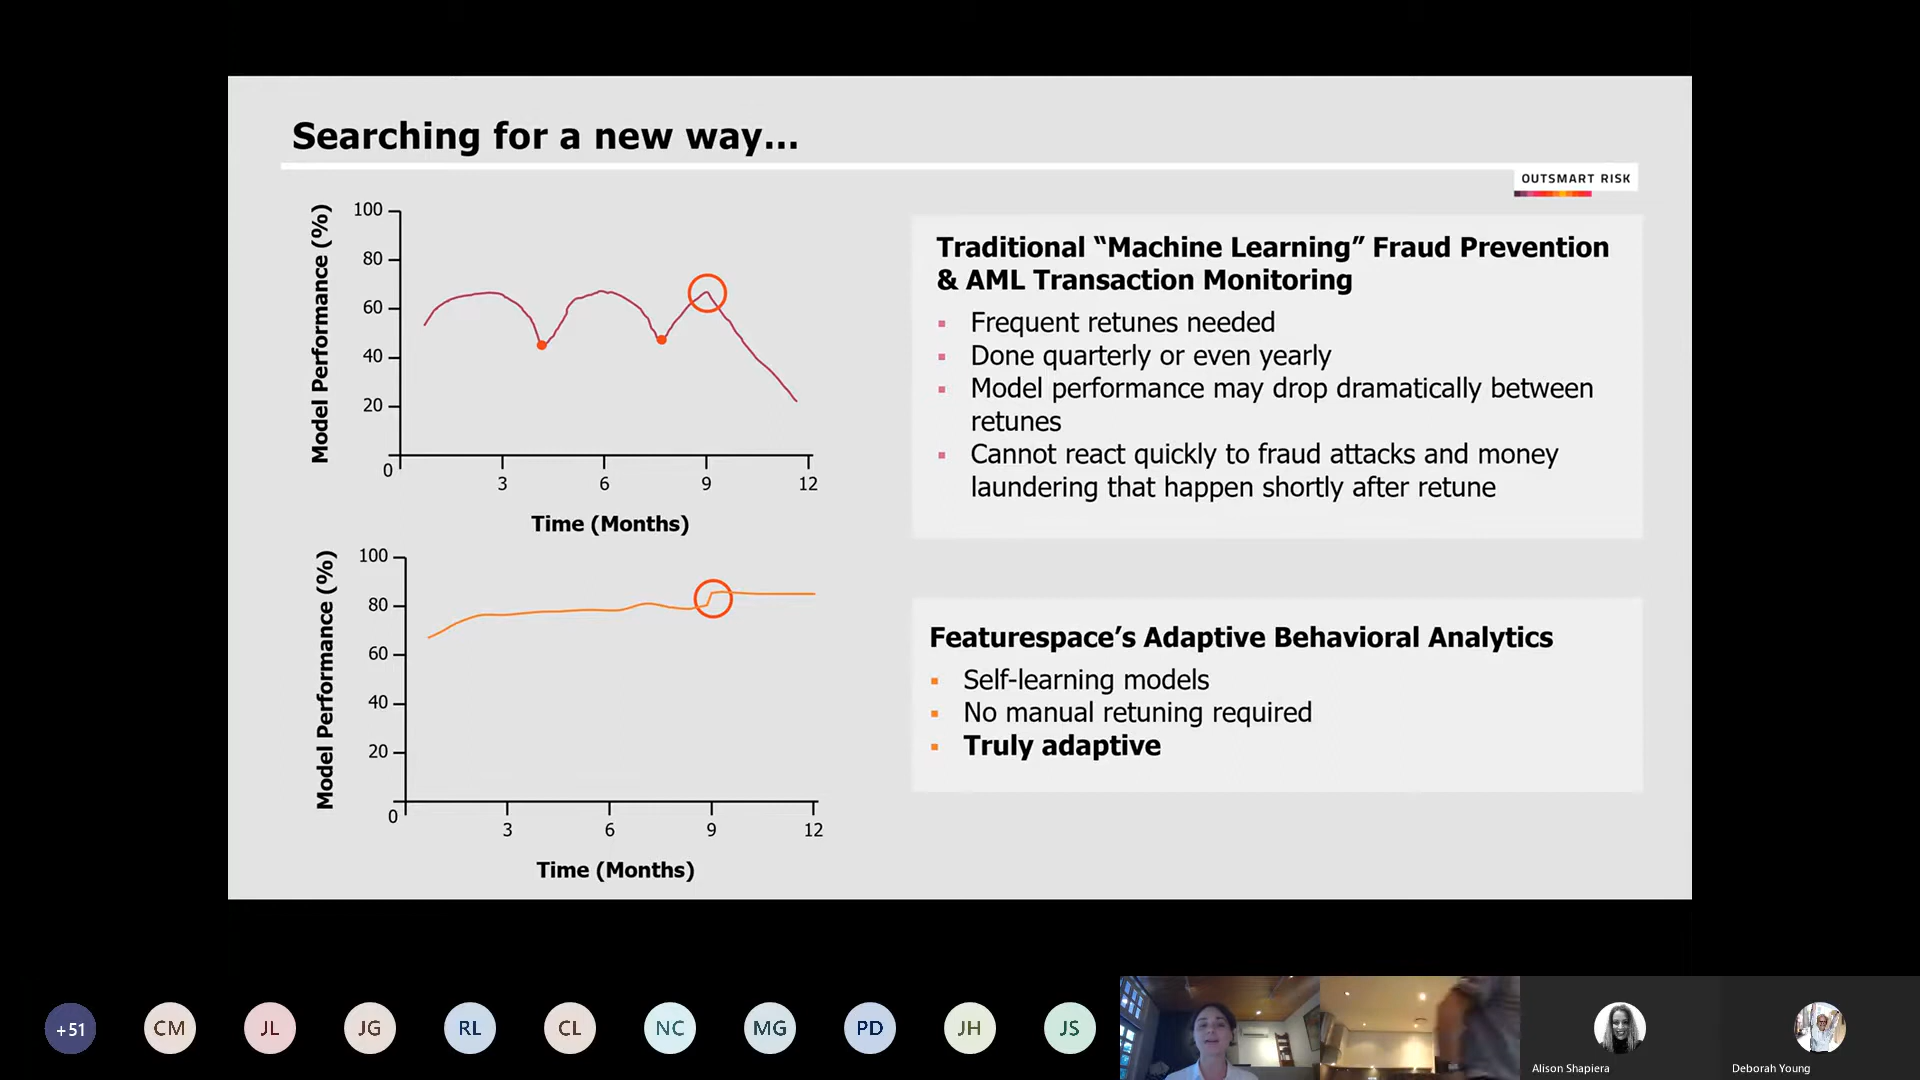 Searching for a new way...
OUTSMART RISK
Model Performance (%)
100
80
60
40
20
0
3
6
9
12
Time (Months)
Traditional “Machine Learning” Fraud Prevention
& AML Transaction Monitoring
Frequent retunes needed
Done quarterly or even yearly
Model performance may drop dramatically between
retunes
Cannot react quickly to fraud attacks and money
laundering that happen shortly after retune
Model Performance (%)
100
80
60
40
20
0
3
6
9
12
Time (Months)
Featurespace’s Adaptive Behavioral Analytics
Self-learning models
No manual retuning required
Truly adaptive
+51
CM
JL
JG
RL
CL
NC
MG
PD
JH
JS
Alison Shapiera
Deborah Young